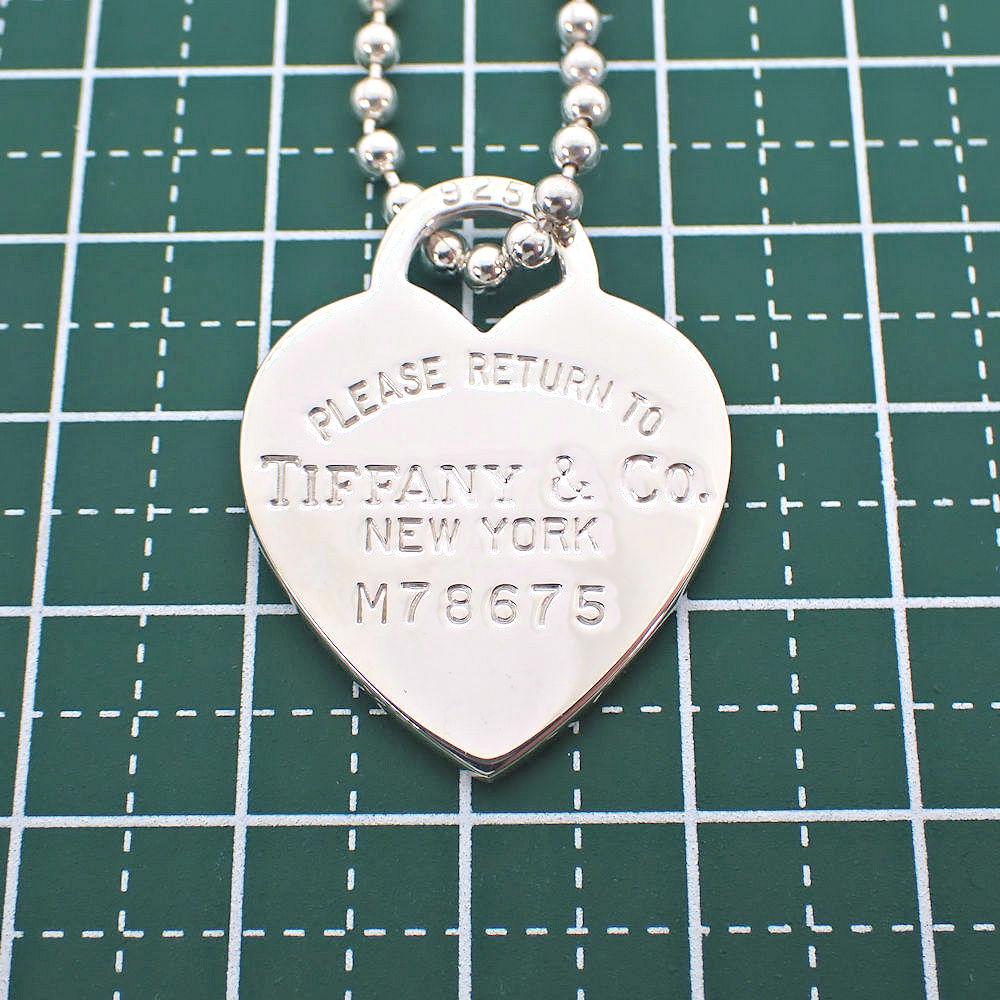 925
PLEASE RETURN TO
TIFFANY & CO.
NEW YORK
M78675